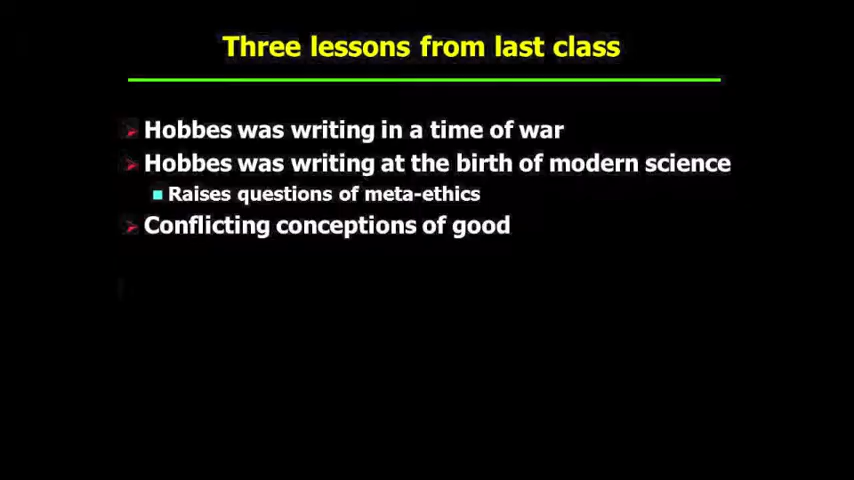 Three lessons from last class
Hobbes was writing in a time of war
Hobbes was writing at the birth of modern science
Raises questions of meta-ethics
Conflicting conceptions of good